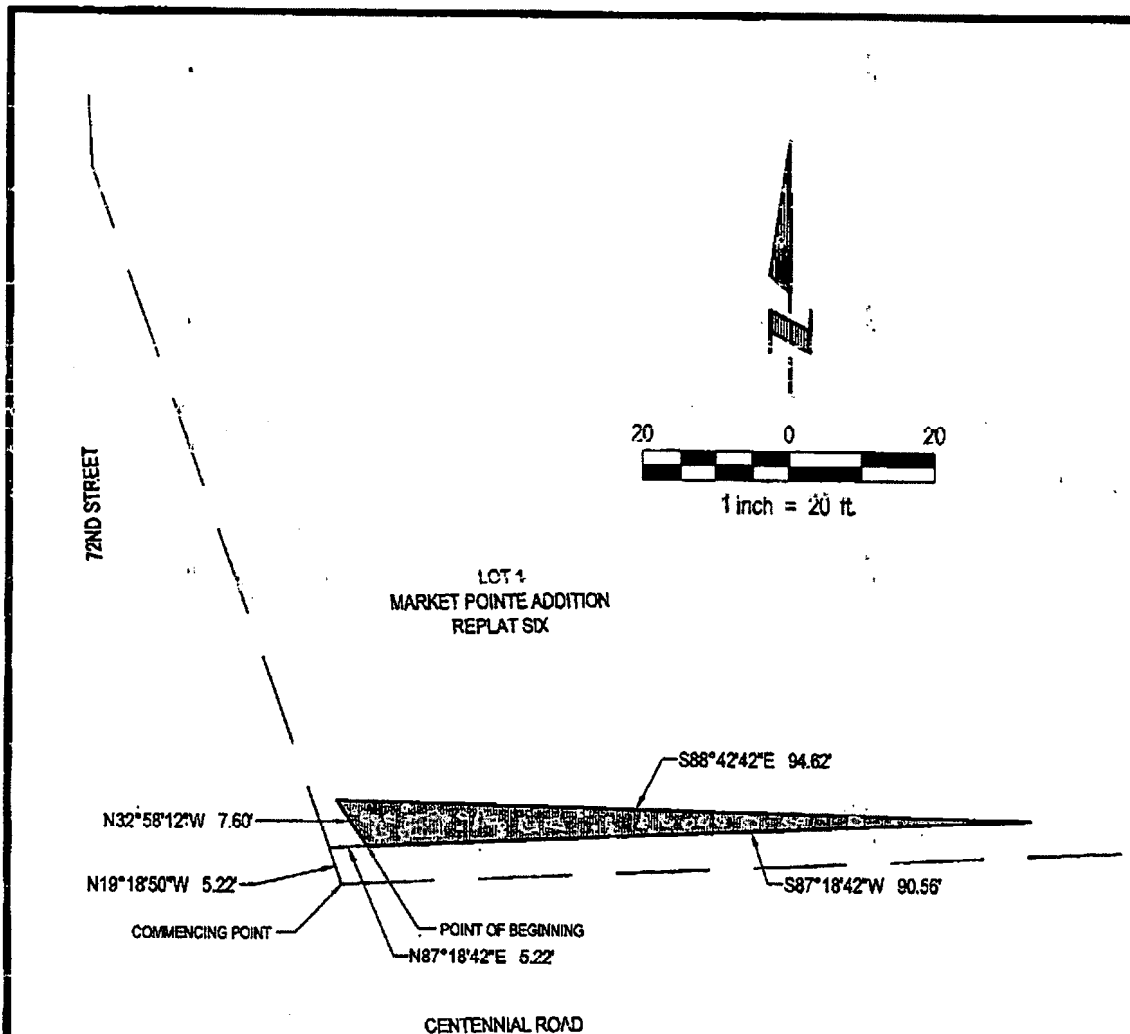 20 0 20
1 inch = 20 ft.
72ND STREET
LOT 1
MARKET POINTE ADDITION
REPLAT SIX
S88°42'42"E 94.62'
N32°58'12"W 7.60'
N19°18'50"W 5.22'
S87°18'42"W 90.56'
COMMENCING POINT
POINT OF BEGINNING
N87°18'42"E 5.22'
CENTENNIAL ROAD